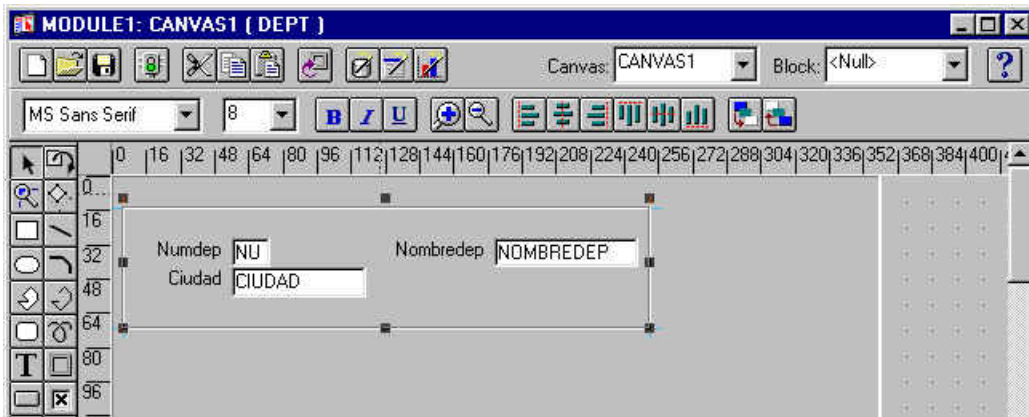 MODULE1: CANVAS1 ( DEPT )
Canvas: CANVAS1 Block: <Null>
MS Sans Serif 8 B I U
0 16 32 48 64 80 96 112 128 144 160 176 192 208 224 240 256 272 288 304 320 336 352 368 384 400
0...
16
32
48
64
80
96
Numdep NU Nombredep NOMBREDEP
Ciudad CIUDAD
T